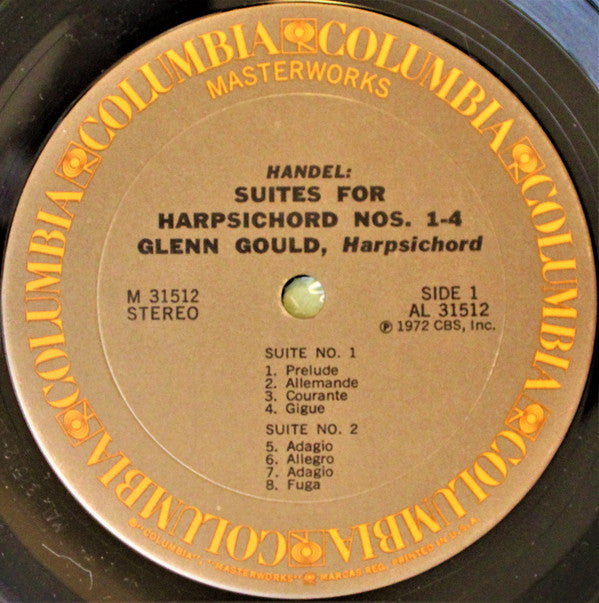 COLUMBIA COLUMBIA COLUMBIA COLUMBIA COLUMBIA COLUMBIA
MASTERWORKS
HANDEL:
SUITES FOR
HARPSICHORD NOS. 1-4
GLENN GOULD, Harpsichord
M 31512
STEREO
SIDE 1
AL 31512
Ⓟ 1972 CBS, Inc.
SUITE NO. 1
1. Prelude
2. Allemande
3. Courante
4. Gigue
SUITE NO. 2
5. Adagio
6. Allegro
7. Adagio
8. Fuga
"COLUMBIA", "MASTERWORKS" MARCAS REG. PRINTED IN U.S.A.